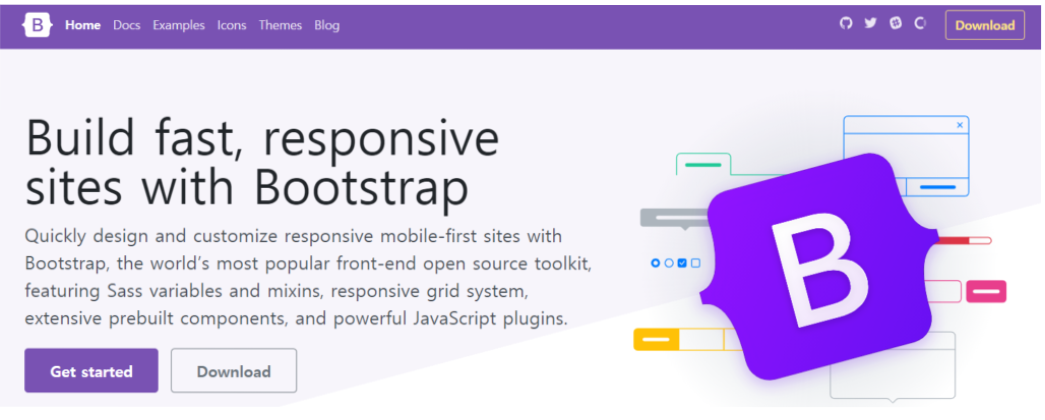 B Home Docs Examples Icons Themes Blog Download
Build fast, responsive
sites with Bootstrap
Quickly design and customize responsive mobile-first sites with
Bootstrap, the world's most popular front-end open source toolkit,
featuring Sass variables and mixins, responsive grid system,
extensive prebuilt components, and powerful JavaScript plugins.
Get started Download
B